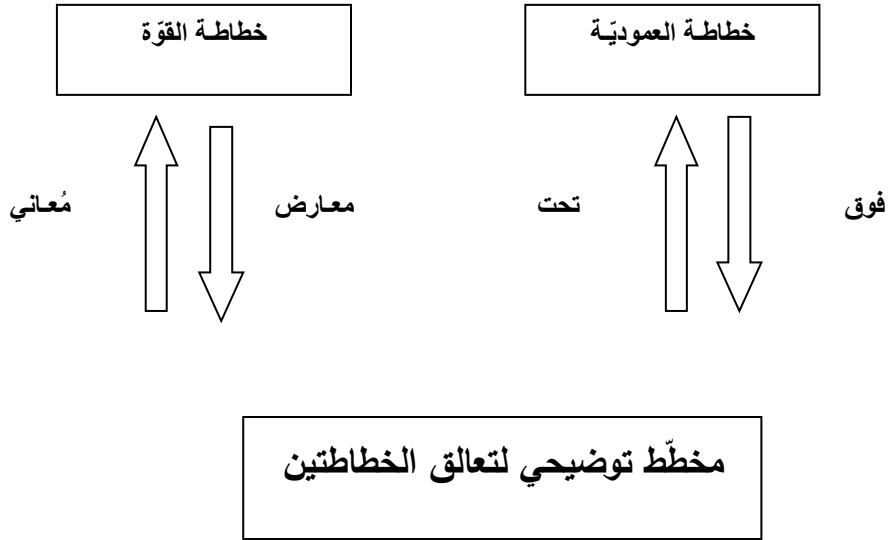 خطاطـة العموديّـة
خطاطـة القوّة
فوق
تحت
معـارض
مُعـاني
مخطّط توضيحي لتعالق الخطاطتين